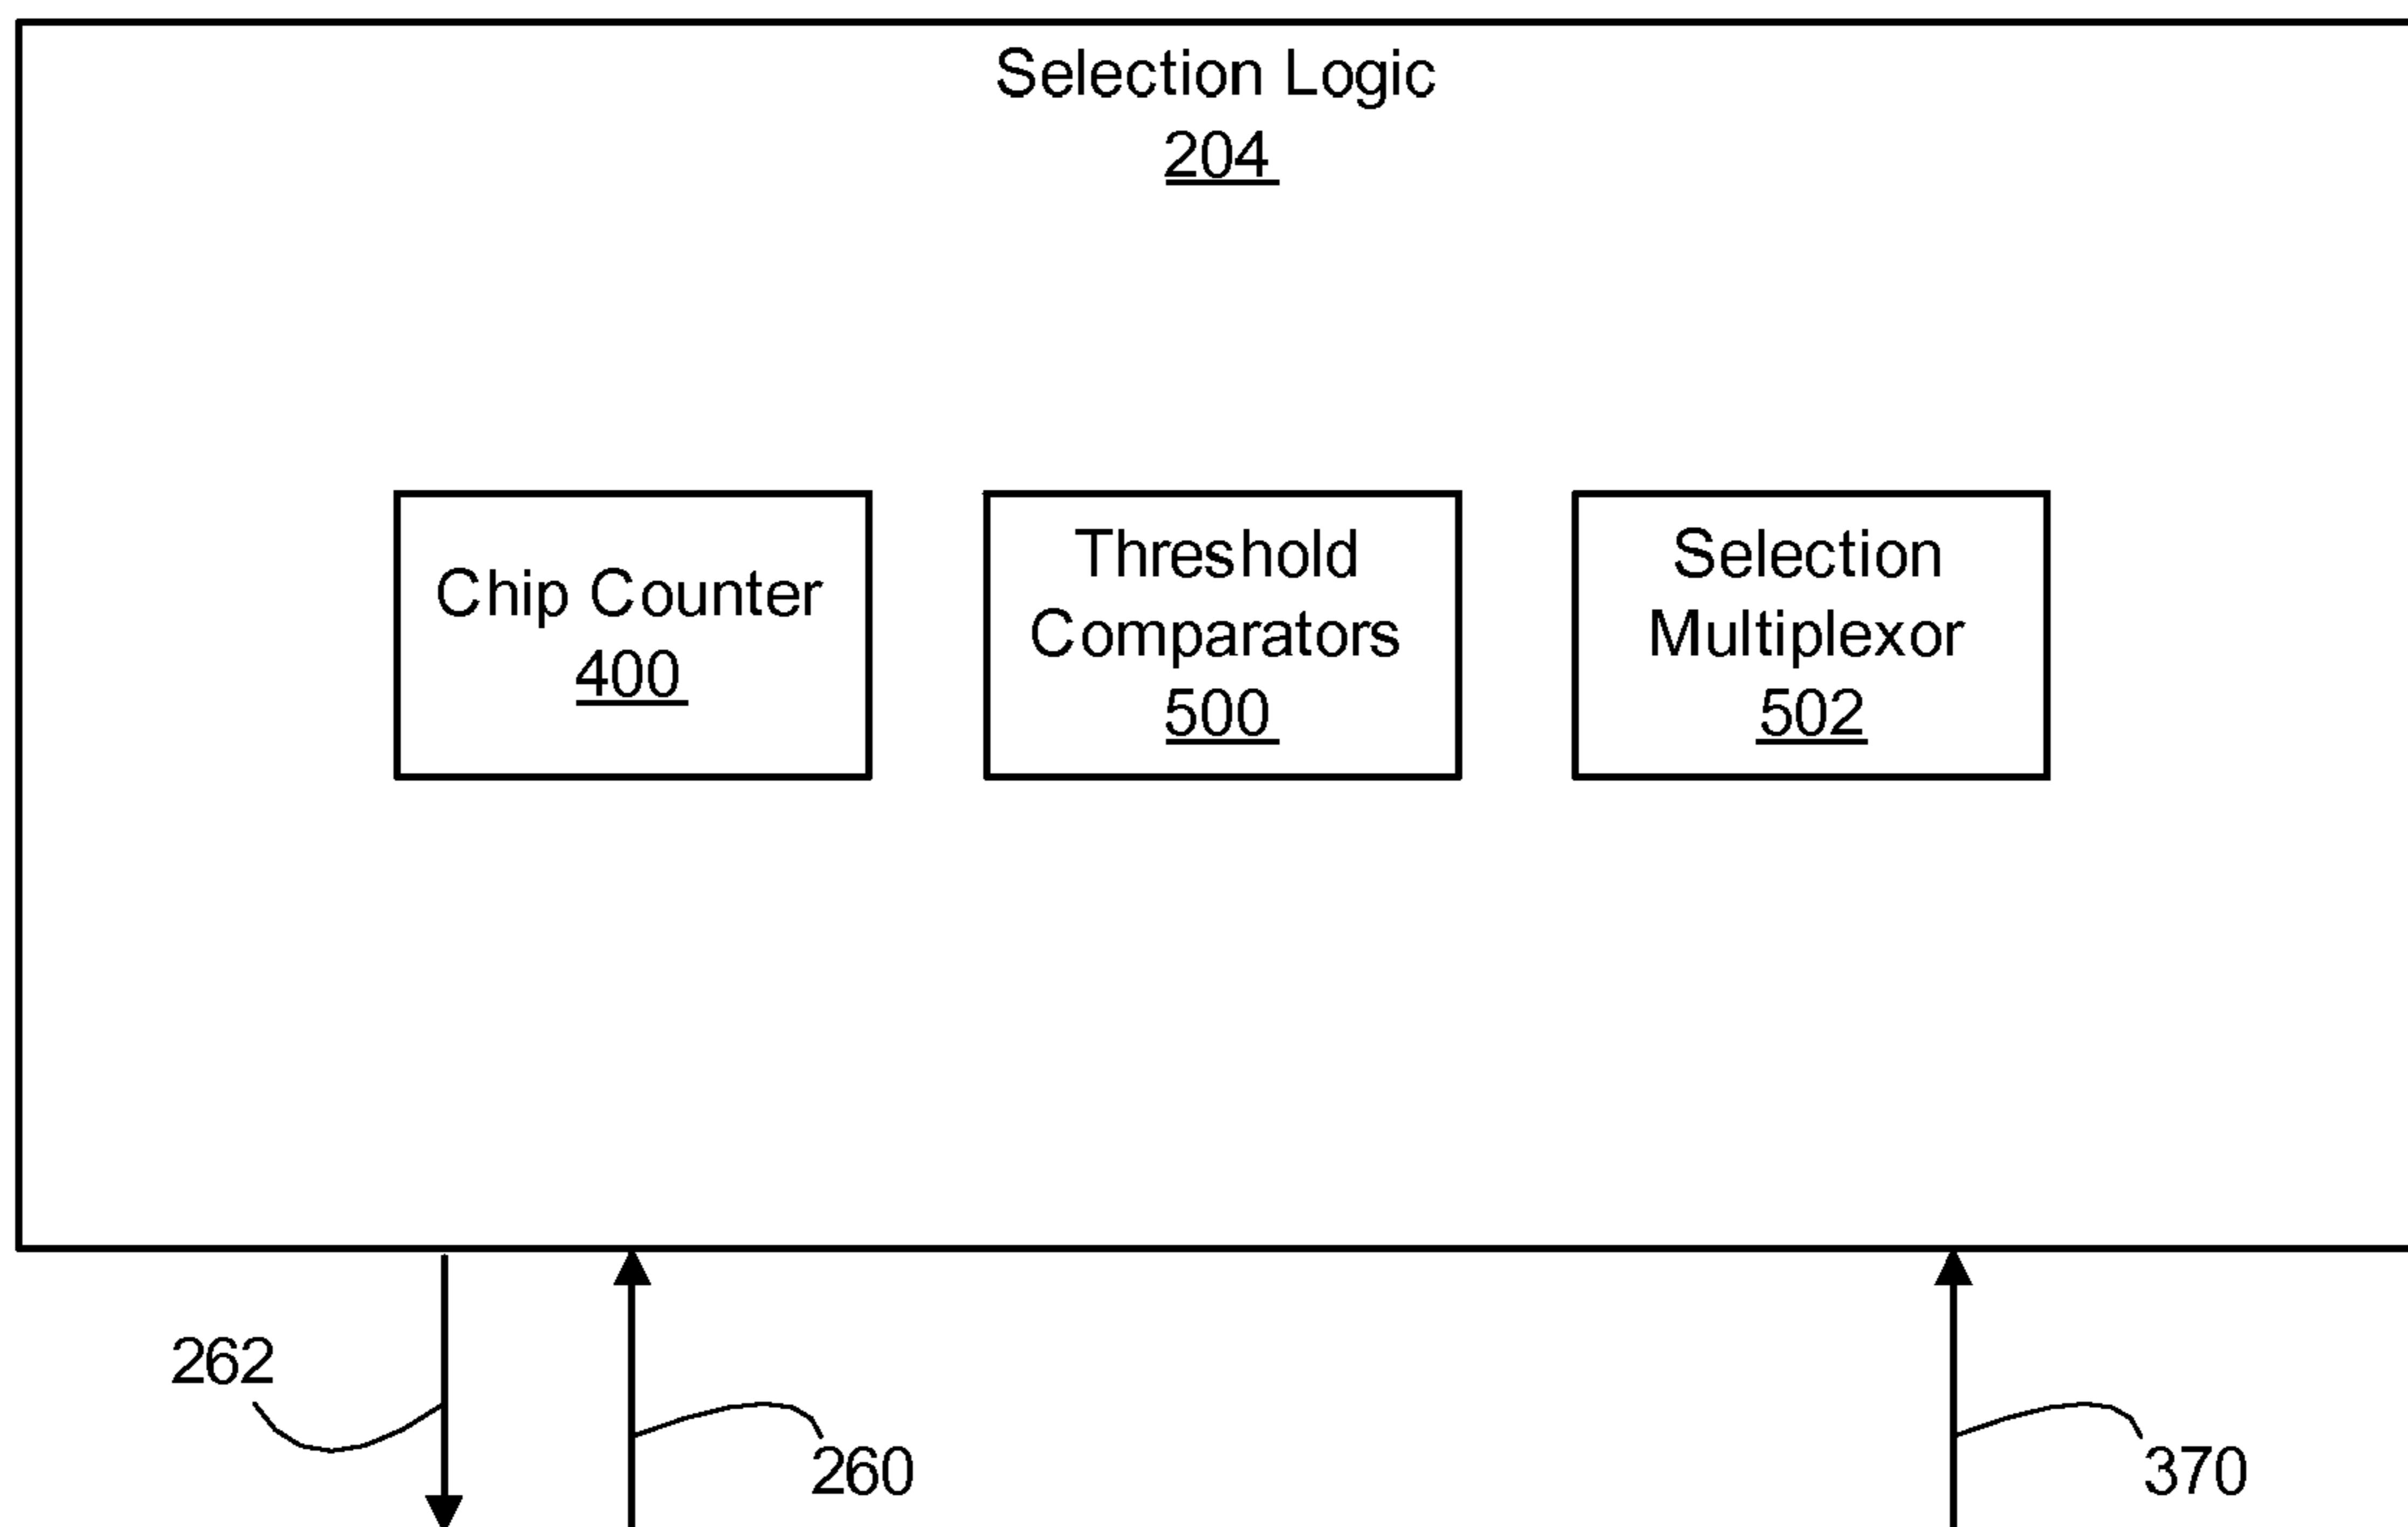 Selection Logic
204
Chip Counter
400
Threshold
Comparators
500
Selection
Multiplexor
502
262
260
370